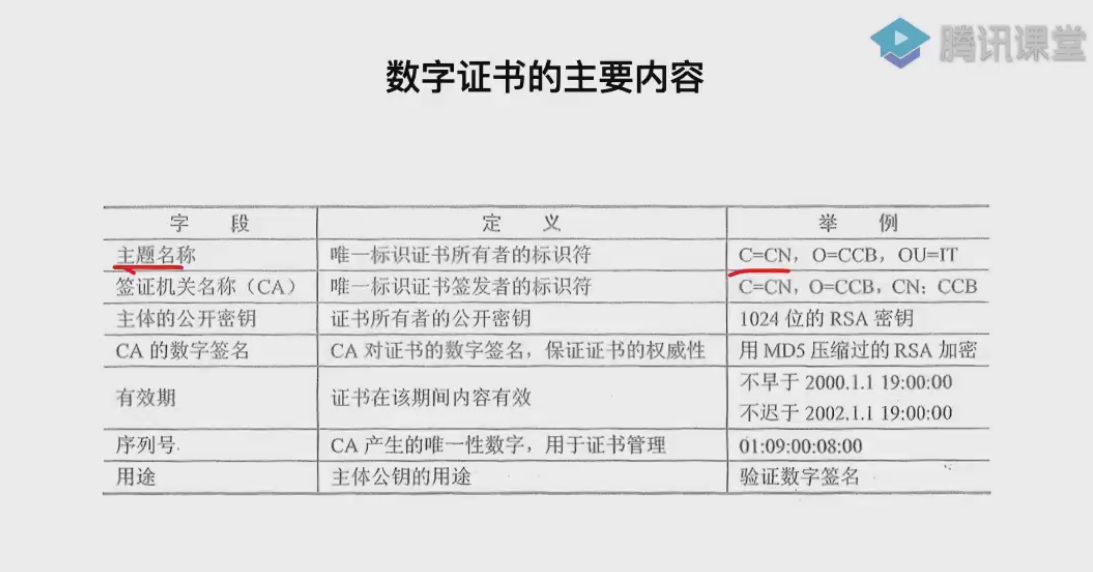 腾讯课堂
数字证书的主要内容
字 段 定 义 举 例
主题名称 唯一标识证书所有者的标识符 C=CN，O=CCB，OU=IT
签证机关名称（CA） 唯一标识证书签发者的标识符 C=CN，O=CCB，CN：CCB
主体的公开密钥 证书所有者的公开密钥 1024 位的 RSA 密钥
CA 的数字签名 CA 对证书的数字签名，保证证书的权威性 用 MD5 压缩过的 RSA 加密
有效期 证书在该期间内容有效 不早于 2000.1.1 19:00:00
不迟于 2002.1.1 19:00:00
序列号 CA 产生的唯一性数字，用于证书管理 01:09:00:08:00
用途 主体公钥的用途 验证数字签名